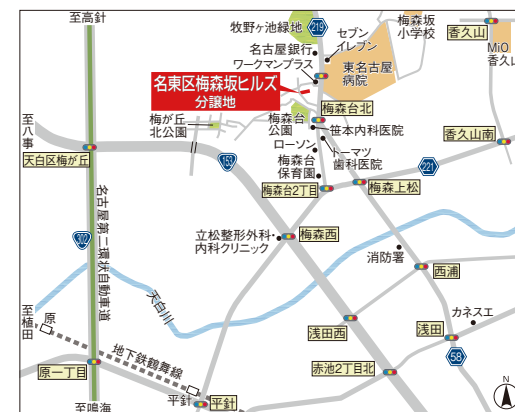 至高針
牧野ヶ池緑地
219
セブン
イレブン
梅森坂
小学校
香久山
名古屋銀行
ワークマンプラス
東名古屋
病院
MiO
香久山
名東区梅森坂ヒルズ
分譲地
梅が丘
北公園
梅森台
公園
梅森台北
笹本内科医院
至八事
天白区梅が丘
ローソン
トーマツ
歯科医院
香久山南
153
梅森台
保育園
221
梅森台2丁目
梅森上松
名古屋第二環状自動車道
302
立松整形外科・
内科クリニック
梅森西
消防署
西浦
天白川
至植田
原
カネスエ
浅田西
浅田
地下鉄鶴舞線
58
原一丁目
赤池2丁目北
平針
平針
至鳴海
N